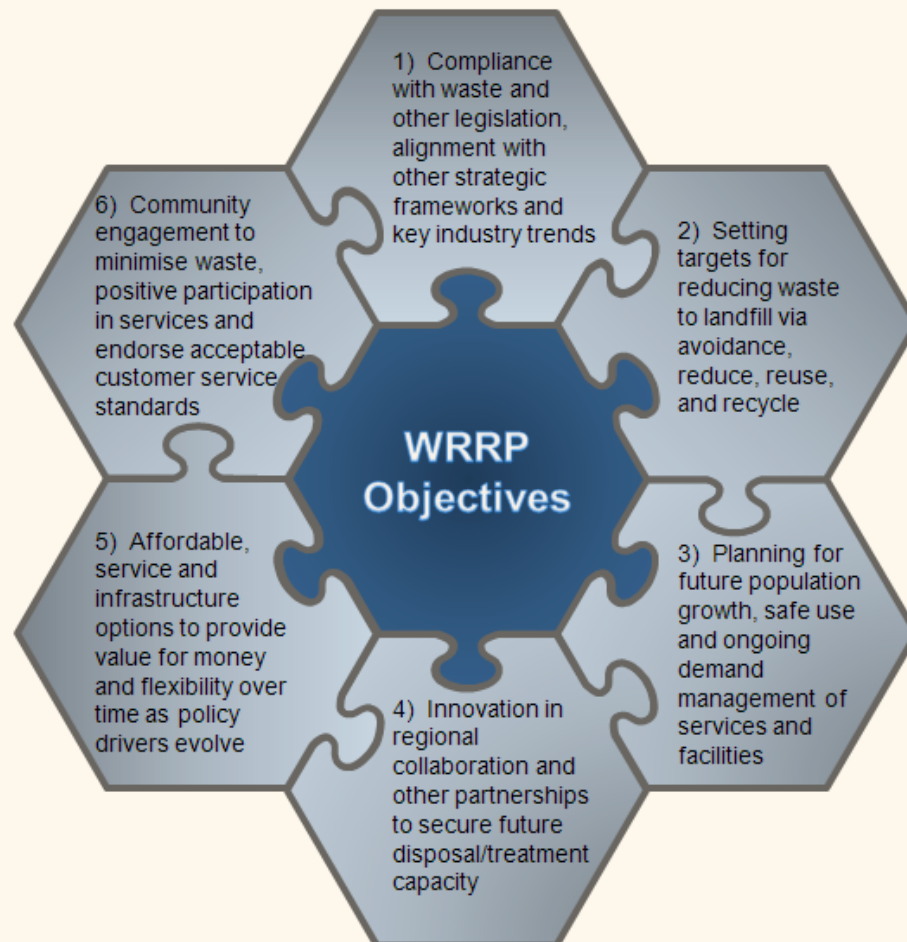 1)  Compliance
with waste and
other legislation,
alignment with
other strategic
frameworks and
key industry trends
2)  Setting
targets for
reducing waste
to landfill via
avoidance,
reduce, reuse,
and recycle
3)  Planning for
future population
growth, safe use
and ongoing
demand
management of
services and
facilities
4)  Innovation in
regional
collaboration and
other partnerships
to secure future
disposal/treatment
capacity
5)  Affordable,
service and
infrastructure
options to provide
value for money
and flexibility over
time as policy
drivers evolve
6)  Community
engagement to
minimise waste,
positive participation
in services and
endorse acceptable
customer service
standards
WRRP
Objectives